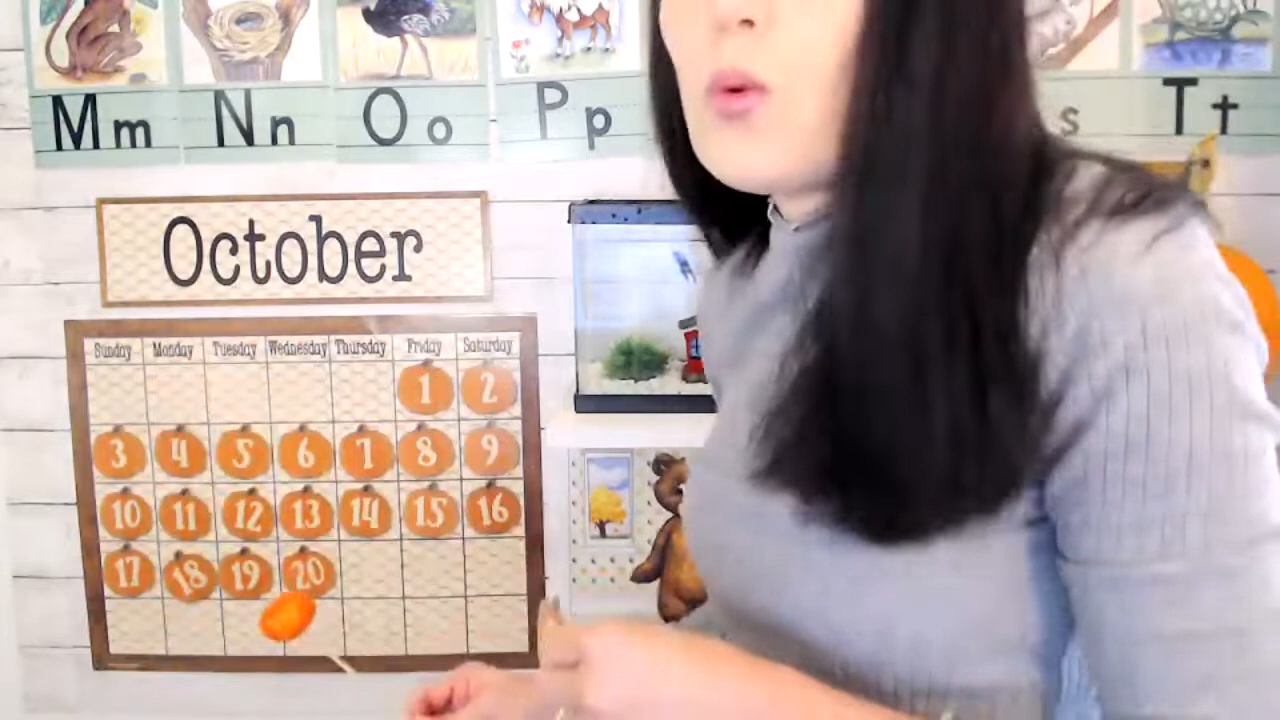 Mm Nn Oo Pp s Tt
October
Sunday Monday Tuesday Wednesday Thursday Friday Saturday
1 2
3 4 5 6 7 8 9
10 11 12 13 14 15 16
17 18 19 20